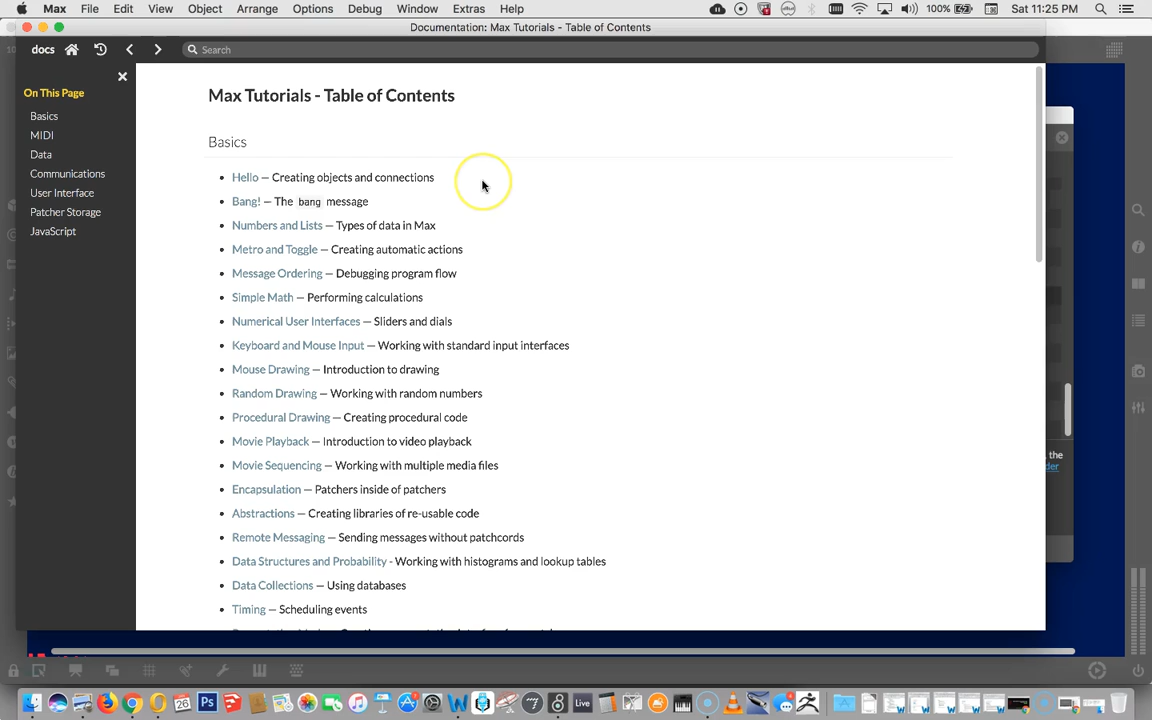 Max File Edit View Object Arrange Options Debug Window Extras Help 100% Sat 11:25 PM
Documentation: Max Tutorials - Table of Contents
docs Search
On This Page
Basics
MIDI
Data
Communications
User Interface
Patcher Storage
JavaScript
Max Tutorials - Table of Contents
Basics
Hello — Creating objects and connections
Bang! — The bang message
Numbers and Lists — Types of data in Max
Metro and Toggle — Creating automatic actions
Message Ordering — Debugging program flow
Simple Math — Performing calculations
Numerical User Interfaces — Sliders and dials
Keyboard and Mouse Input — Working with standard input interfaces
Mouse Drawing — Introduction to drawing
Random Drawing — Working with random numbers
Procedural Drawing — Creating procedural code
Movie Playback — Introduction to video playback
Movie Sequencing — Working with multiple media files
Encapsulation — Patchers inside of patchers
Abstractions — Creating libraries of re-usable code
Remote Messaging — Sending messages without patchcords
Data Structures and Probability - Working with histograms and lookup tables
Data Collections — Using databases
Timing — Scheduling events
the
der